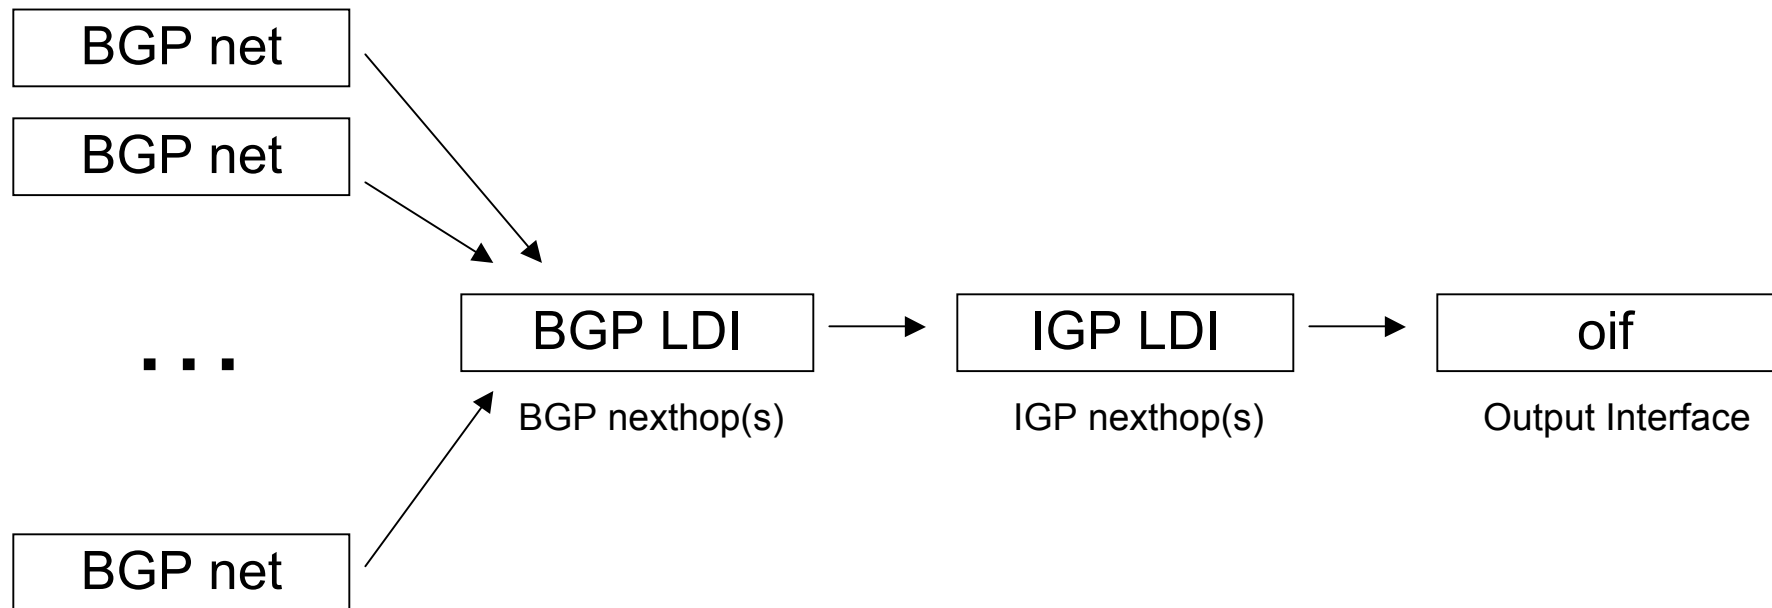 BGP net
BGP net
. . .
BGP net
BGP LDI
BGP nexthop(s)
IGP LDI
IGP nexthop(s)
oif
Output Interface